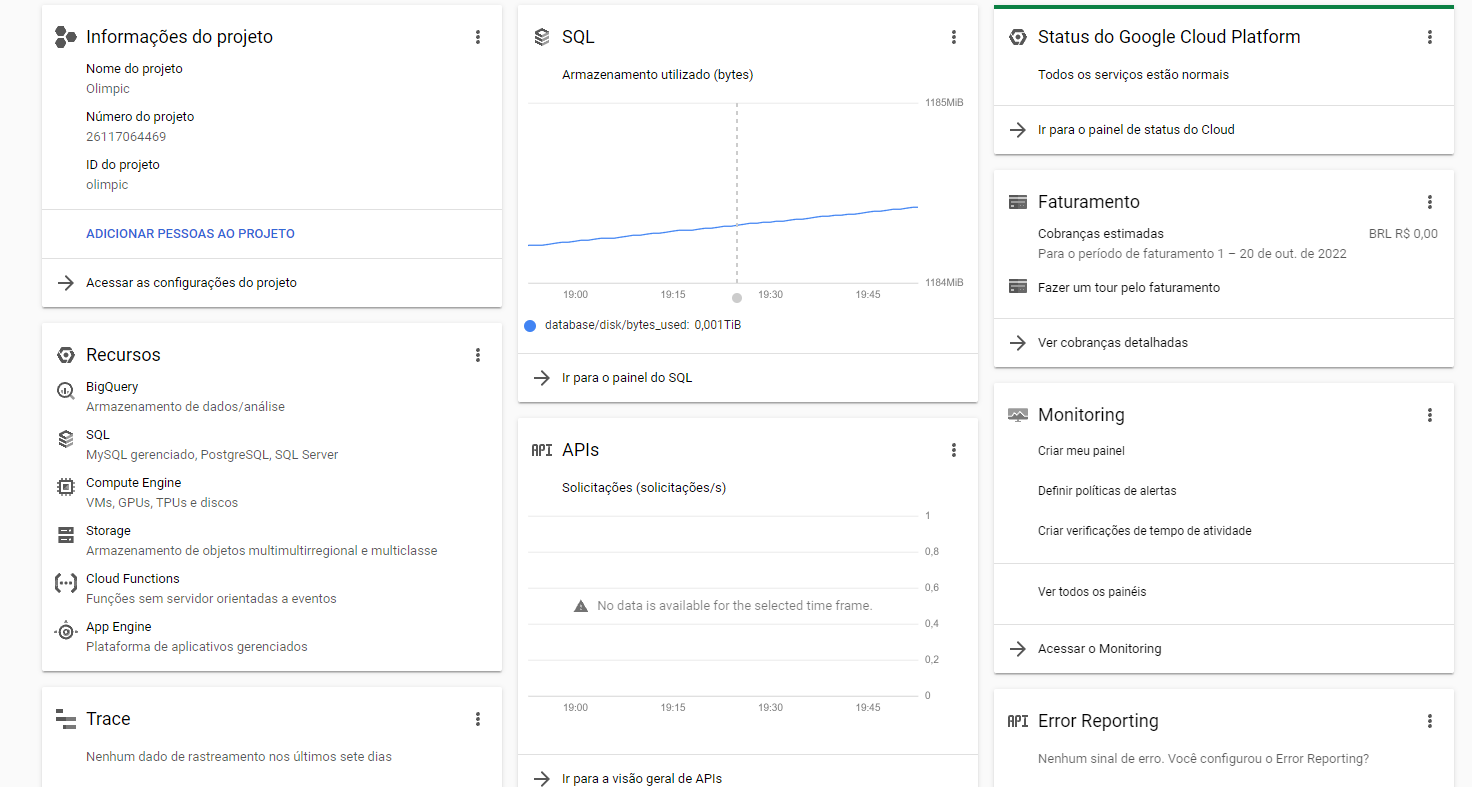 Informações do projeto
Nome do projeto
Olimpic
Número do projeto
26117064469
ID do projeto
olimpic
ADICIONAR PESSOAS AO PROJETO
Acessar as configurações do projeto
Recursos
BigQuery
Armazenamento de dados/análise
SQL
MySQL gerenciado, PostgreSQL, SQL Server
Compute Engine
VMs, GPUs, TPUs e discos
Storage
Armazenamento de objetos multimultirregional e multiclasse
Cloud Functions
Funções sem servidor orientadas a eventos
App Engine
Plataforma de aplicativos gerenciados
Trace
Nenhum dado de rastreamento nos últimos sete dias
SQL
Armazenamento utilizado (bytes)
1185MiB
1184MiB
19:00 19:15 19:30 19:45
database/disk/bytes_used: 0,001TiB
Ir para o painel do SQL
API APIs
Solicitações (solicitações/s)
1
0,8
0,6
No data is available for the selected time frame.
0,4
0,2
0
19:00 19:15 19:30 19:45
Ir para a visão geral de APIs
Status do Google Cloud Platform
Todos os serviços estão normais
Ir para o painel de status do Cloud
Faturamento
Cobranças estimadas BRL R$ 0,00
Para o período de faturamento 1 – 20 de out. de 2022
Fazer um tour pelo faturamento
Ver cobranças detalhadas
Monitoring
Criar meu painel
Definir políticas de alertas
Criar verificações de tempo de atividade
Ver todos os painéis
Acessar o Monitoring
API Error Reporting
Nenhum sinal de erro. Você configurou o Error Reporting?